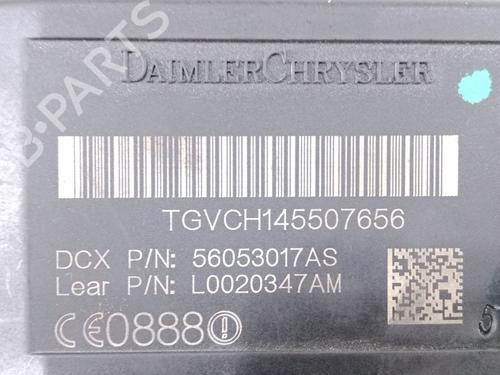 DAIMLERCHRYSLER
TGVCH145507656
DCX P/N: 56053017AS
Lear P/N: L0020347AM
CE0888
B-PARTS